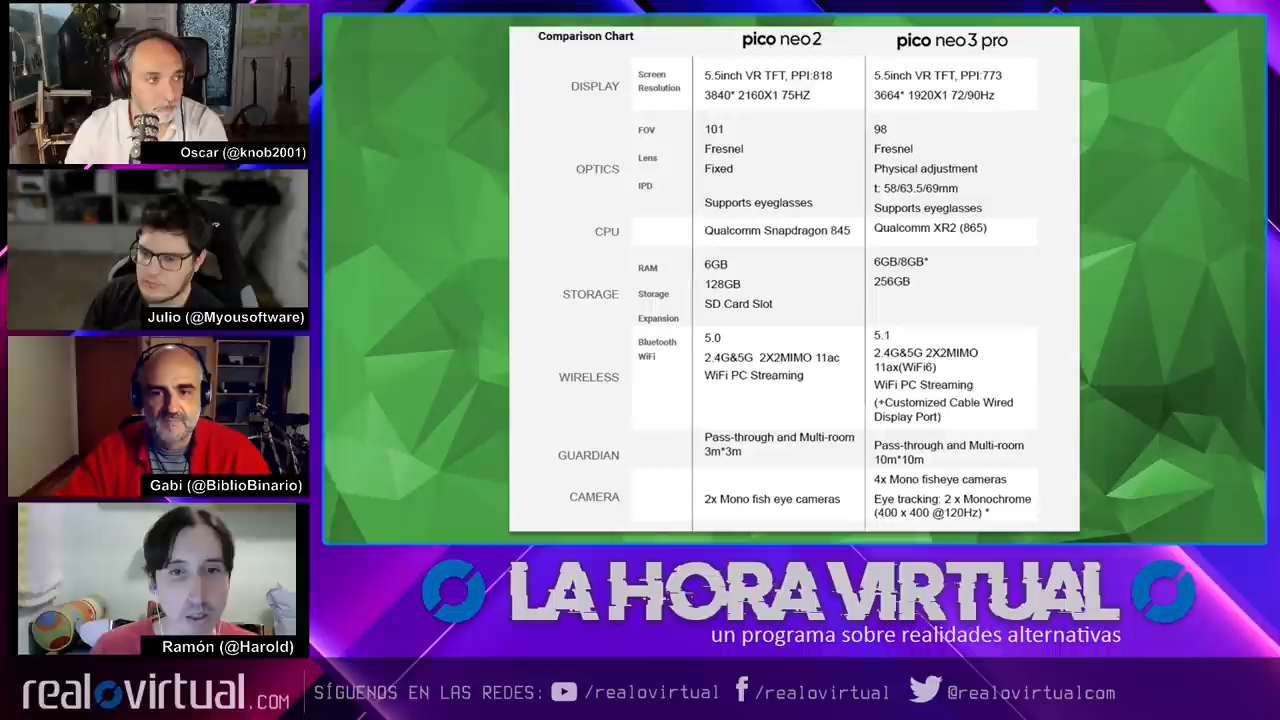 Oscar (@knob2001)
Julio (@Myousoftware)
Gabi (@BiblioBinario)
Ramón (@Harold)
Comparison Chart
pico neo2
pico neo3 pro
DISPLAY
Screen
Resolution
5.5inch VR TFT, PPI:818
3840* 2160X1 75HZ
5.5inch VR TFT, PPI:773
3664* 1920X1 72/90Hz
OPTICS
FOV
Lens
IPD
101
Fresnel
Fixed
Supports eyeglasses
98
Fresnel
Physical adjustment
t: 58/63.5/69mm
Supports eyeglasses
CPU
Qualcomm Snapdragon 845
Qualcomm XR2 (865)
STORAGE
RAM
Storage
Expansion
6GB
128GB
SD Card Slot
6GB/8GB*
256GB
WIRELESS
Bluetooth
WiFi
5.0
2.4G&5G 2X2MIMO 11ac
WiFi PC Streaming
5.1
2.4G&5G 2X2MIMO
11ax(WiFi6)
WiFi PC Streaming
(+Customized Cable Wired
Display Port)
GUARDIAN
Pass-through and Multi-room
3m*3m
Pass-through and Multi-room
10m*10m
CAMERA
2x Mono fish eye cameras
4x Mono fisheye cameras
Eye tracking: 2 x Monochrome
(400 x 400 @120Hz) *
LA HORA VIRTUAL
un programa sobre realidades alternativas
realovirtual.com
SÍGUENOS EN LAS REDES: /realovirtual /realovirtual @realovirtualcom